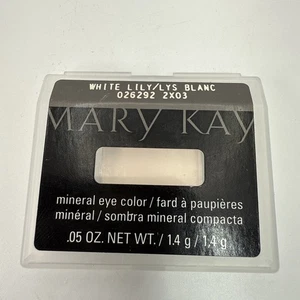 WHITE LILY/LYS BLANC
026292 2X03
MARY KAY
mineral eye color / fard à paupières
minéral / sombra mineral compacta
.05 OZ. NET WT. / 1.4 g / 1,4 g